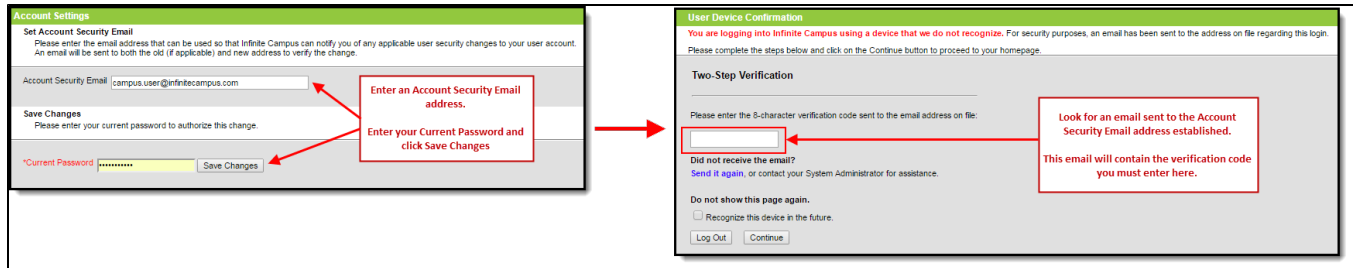 Account Settings
Set Account Security Email
Please enter the email address that can be used so that Infinite Campus can notify you of any applicable user security changes to your user account.
An email will be sent to both the old (if applicable) and new address to verify the change.
Account Security Email campus.user@infinitecampus.com
Enter an Account Security Email
address.
Enter your Current Password and
click Save Changes
Save Changes
Please enter your current password to authorize this change.
*Current Password ••••••••••• Save Changes
User Device Confirmation
You are logging into Infinite Campus using a device that we do not recognize. For security purposes, an email has been sent to the address on file regarding this login.
Please complete the steps below and click on the Continue button to proceed to your homepage.
Two-Step Verification
Please enter the 8-character verification code sent to the email address on file:
Look for an email sent to the Account
Security Email address established.
This email will contain the verification code
you must enter here.
Did not receive the email?
Send it again, or contact your System Administrator for assistance.
Do not show this page again.
Recognize this device in the future.
Log Out Continue